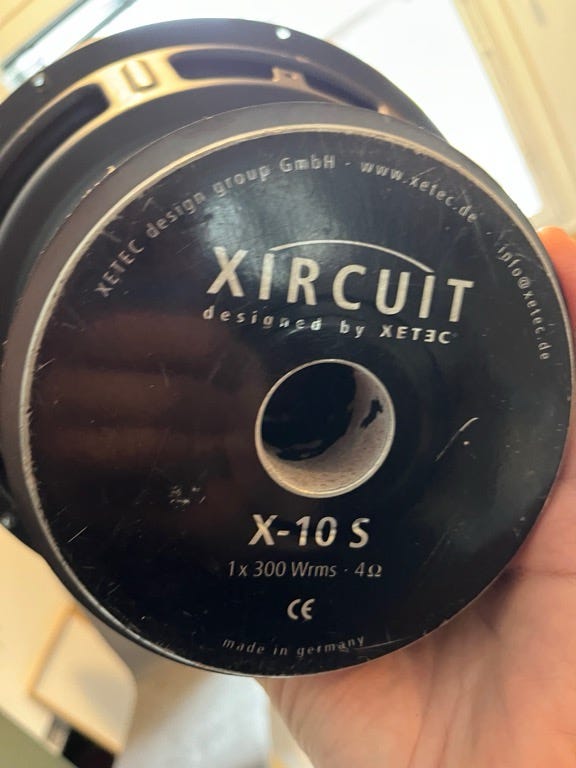 XETEC design group GmbH · www.xetec.de · info@xetec.de
XIRCUIT
designed by XETƎC
X-10 S
1 x 300 Wrms · 4Ω
CE
made in germany